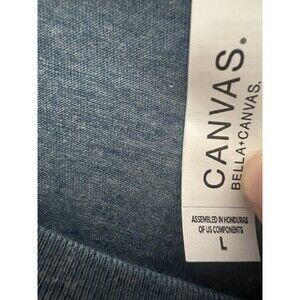 CANVAS.
BELLA+CANVAS.
ASSEMBLED IN HONDURAS
OF US COMPONENTS
L